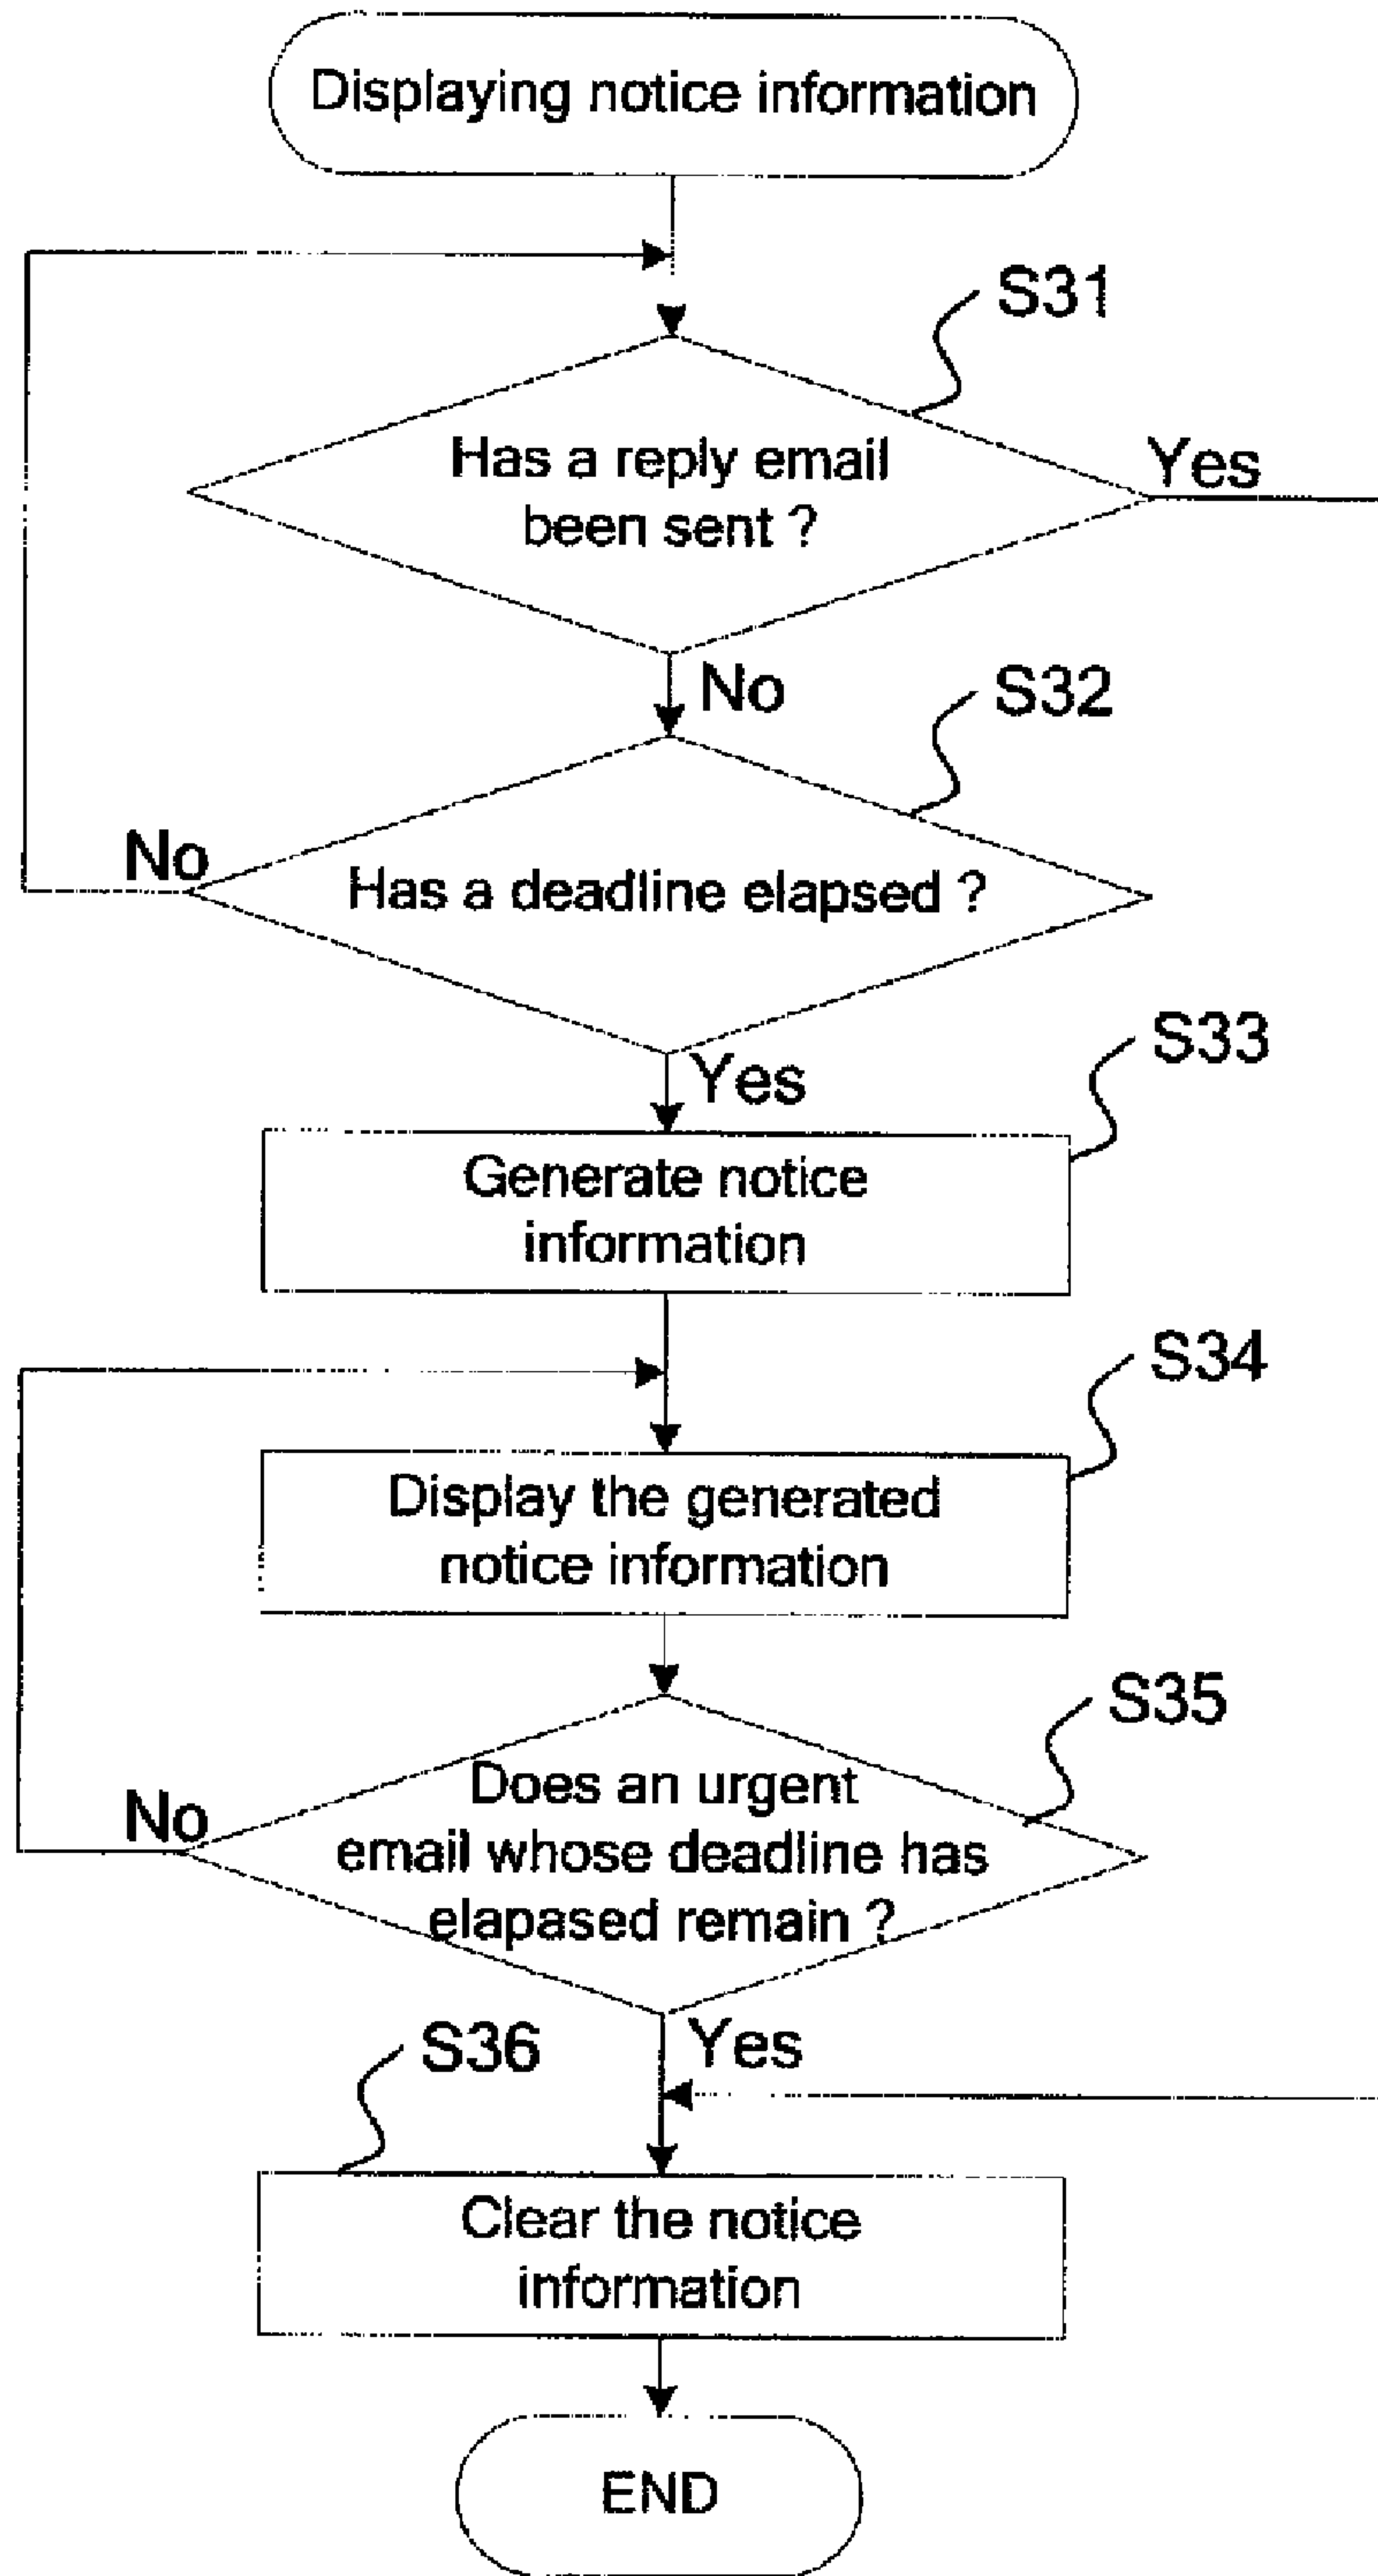 Displaying notice information
S31
Has a reply email
been sent ?
Yes
No
S32
Has a deadline elapsed ?
No
Yes
S33
Generate notice
information
S34
Display the generated
notice information
S35
Does an urgent
email whose deadline has
elapased remain ?
No
Yes
S36
Clear the notice
information
END